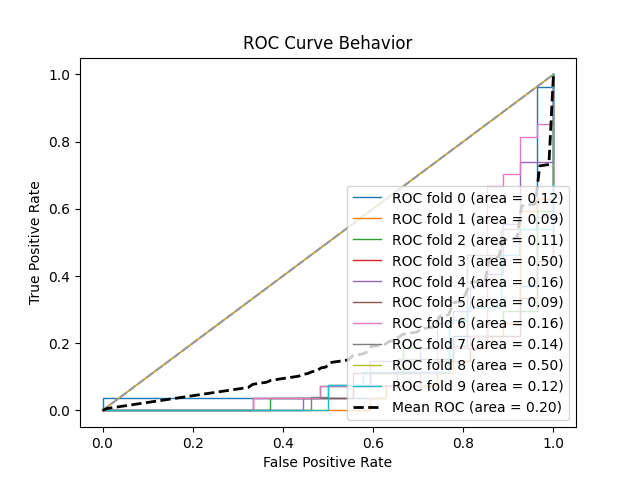 ROC Curve Behavior
True Positive Rate
1.0
0.8
0.6
0.4
0.2
0.0
ROC fold 0 (area = 0.12)
ROC fold 1 (area = 0.09)
ROC fold 2 (area = 0.11)
ROC fold 3 (area = 0.50)
ROC fold 4 (area = 0.16)
ROC fold 5 (area = 0.09)
ROC fold 6 (area = 0.16)
ROC fold 7 (area = 0.14)
ROC fold 8 (area = 0.50)
ROC fold 9 (area = 0.12)
Mean ROC (area = 0.20)
0.0 0.2 0.4 0.6 0.8 1.0
False Positive Rate